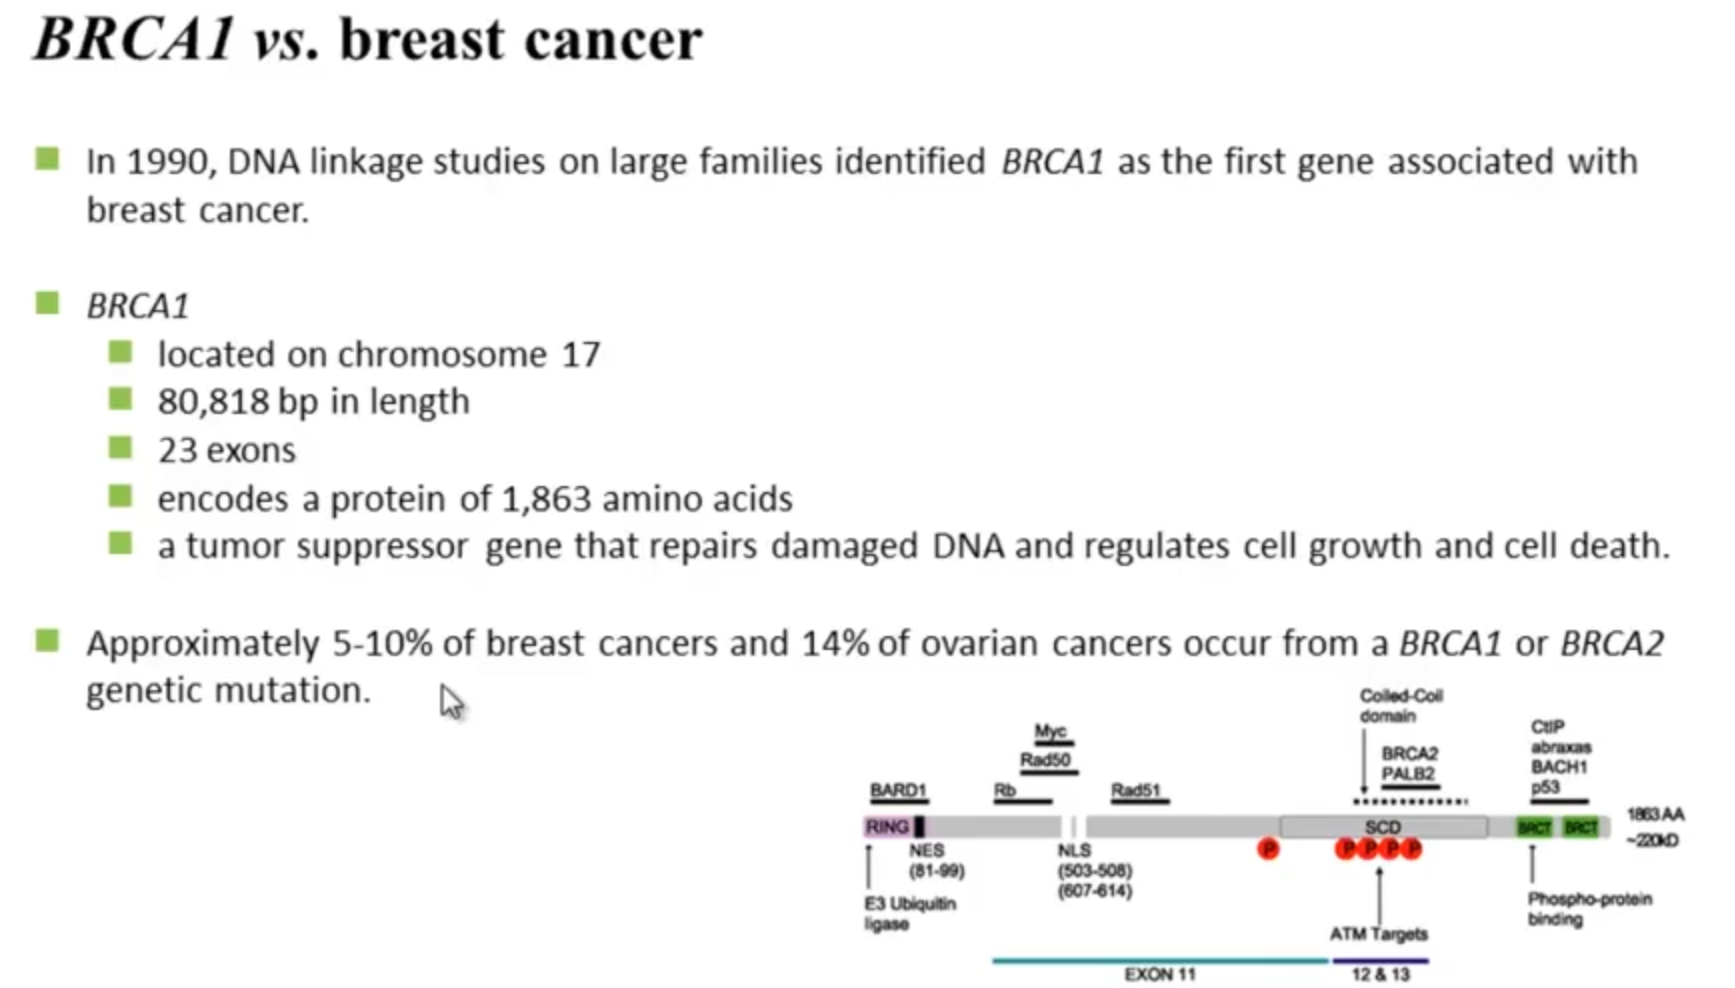 BRCA1 vs. breast cancer
In 1990, DNA linkage studies on large families identified BRCA1 as the first gene associated with
breast cancer.
BRCA1
located on chromosome 17
80,818 bp in length
23 exons
encodes a protein of 1,863 amino acids
a tumor suppressor gene that repairs damaged DNA and regulates cell growth and cell death.
Approximately 5-10% of breast cancers and 14% of ovarian cancers occur from a BRCA1 or BRCA2
genetic mutation.
Coiled-Coil
domain
Myc
Rad50
BARD1
Rb
Rad51
BRCA2
PALB2
CtIP
abraxas
BACH1
p53
RING
SCD
BRCT
BRCT
1863 AA
~220kD
P
P
P
P
P
NES
(81-99)
NLS
(503-508)
(607-614)
E3 Ubiquitin
ligase
ATM Targets
Phospho-protein
binding
EXON 11
12 & 13